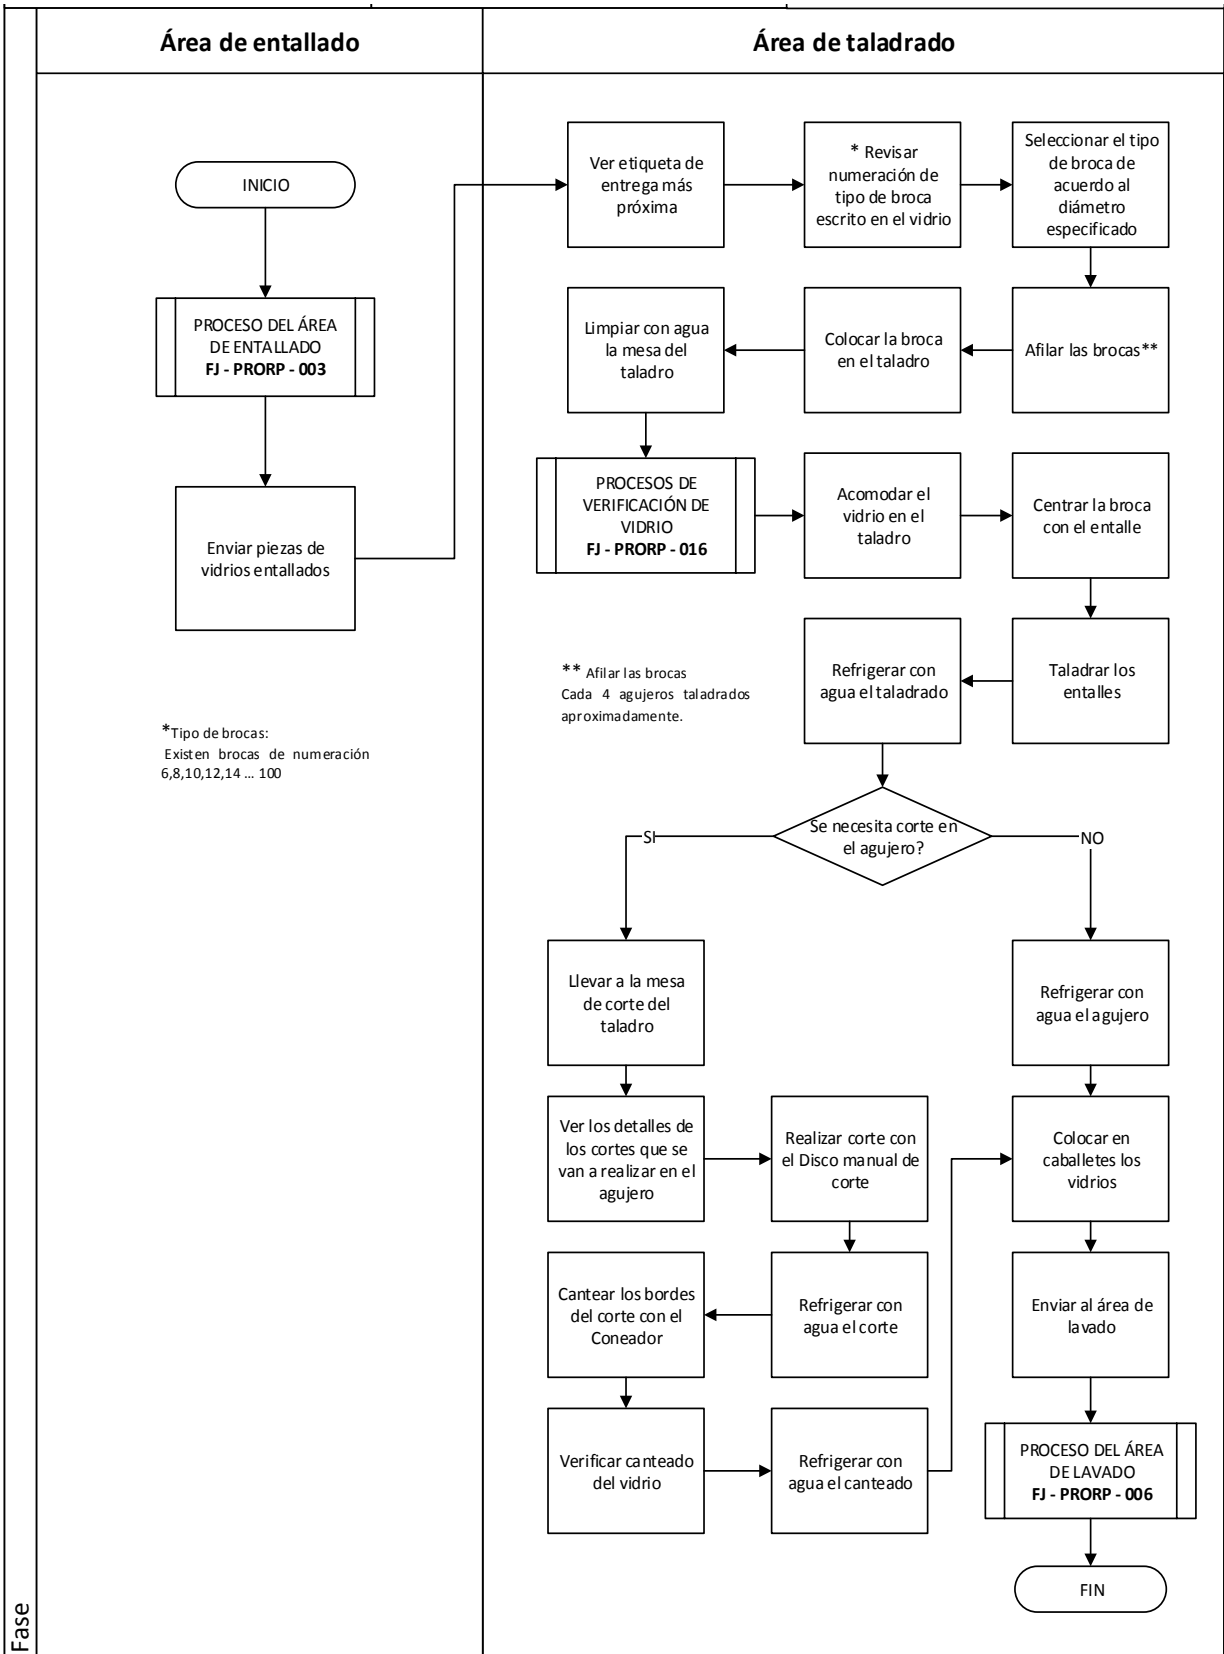 Área de entallado
Área de taladrado
INICIO
PROCESO DEL ÁREA
DE ENTALLADO
FJ - PRORP - 003
Enviar piezas de
vidrios entallados
*Tipo de brocas:
Existen brocas de numeración
6,8,10,12,14 ... 100
Ver etiqueta de
entrega más
próxima
* Revisar
numeración de
tipo de broca
escrito en el vidrio
Seleccionar el tipo
de broca de
acuerdo al
diámetro
especificado
Afilar las brocas**
Colocar la broca
en el taladro
Limpiar con agua
la mesa del
taladro
PROCESOS DE
VERIFICACIÓN DE
VIDRIO
FJ - PRORP - 016
Acomodar el
vidrio en el
taladro
Centrar la broca
con el entalle
Taladrar los
entalles
Refrigerar con
agua el taladrado
** Afilar las brocas
Cada 4 agujeros taladrados
aproximadamente.
Se necesita corte en
el agujero?
SI
NO
Llevar a la mesa
de corte del
taladro
Refrigerar con
agua el agujero
Ver los detalles de
los cortes que se
van a realizar en el
agujero
Realizar corte con
el Disco manual de
corte
Colocar en
caballetes los
vidrios
Cantear los bordes
del corte con el
Coneador
Refrigerar con
agua el corte
Enviar al área de
lavado
Verificar canteado
del vidrio
Refrigerar con
agua el canteado
PROCESO DEL ÁREA
DE LAVADO
FJ - PRORP - 006
FIN
Fase